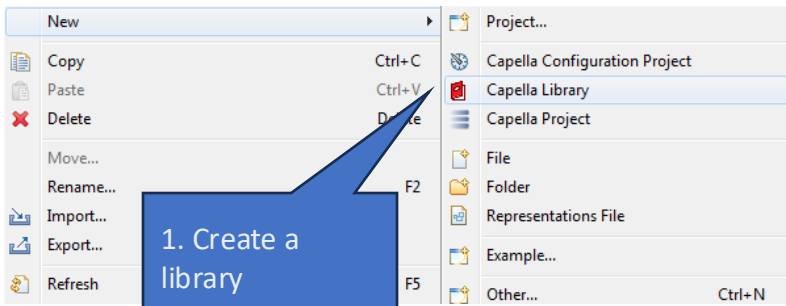 New
Copy Ctrl+C
Paste Ctrl+V
Delete Delete
Move...
Rename... F2
Import...
Export...
Refresh F5
1. Create a
library
Project...
Capella Configuration Project
Capella Library
Capella Project
File
Folder
Representations File
Example...
Other... Ctrl+N